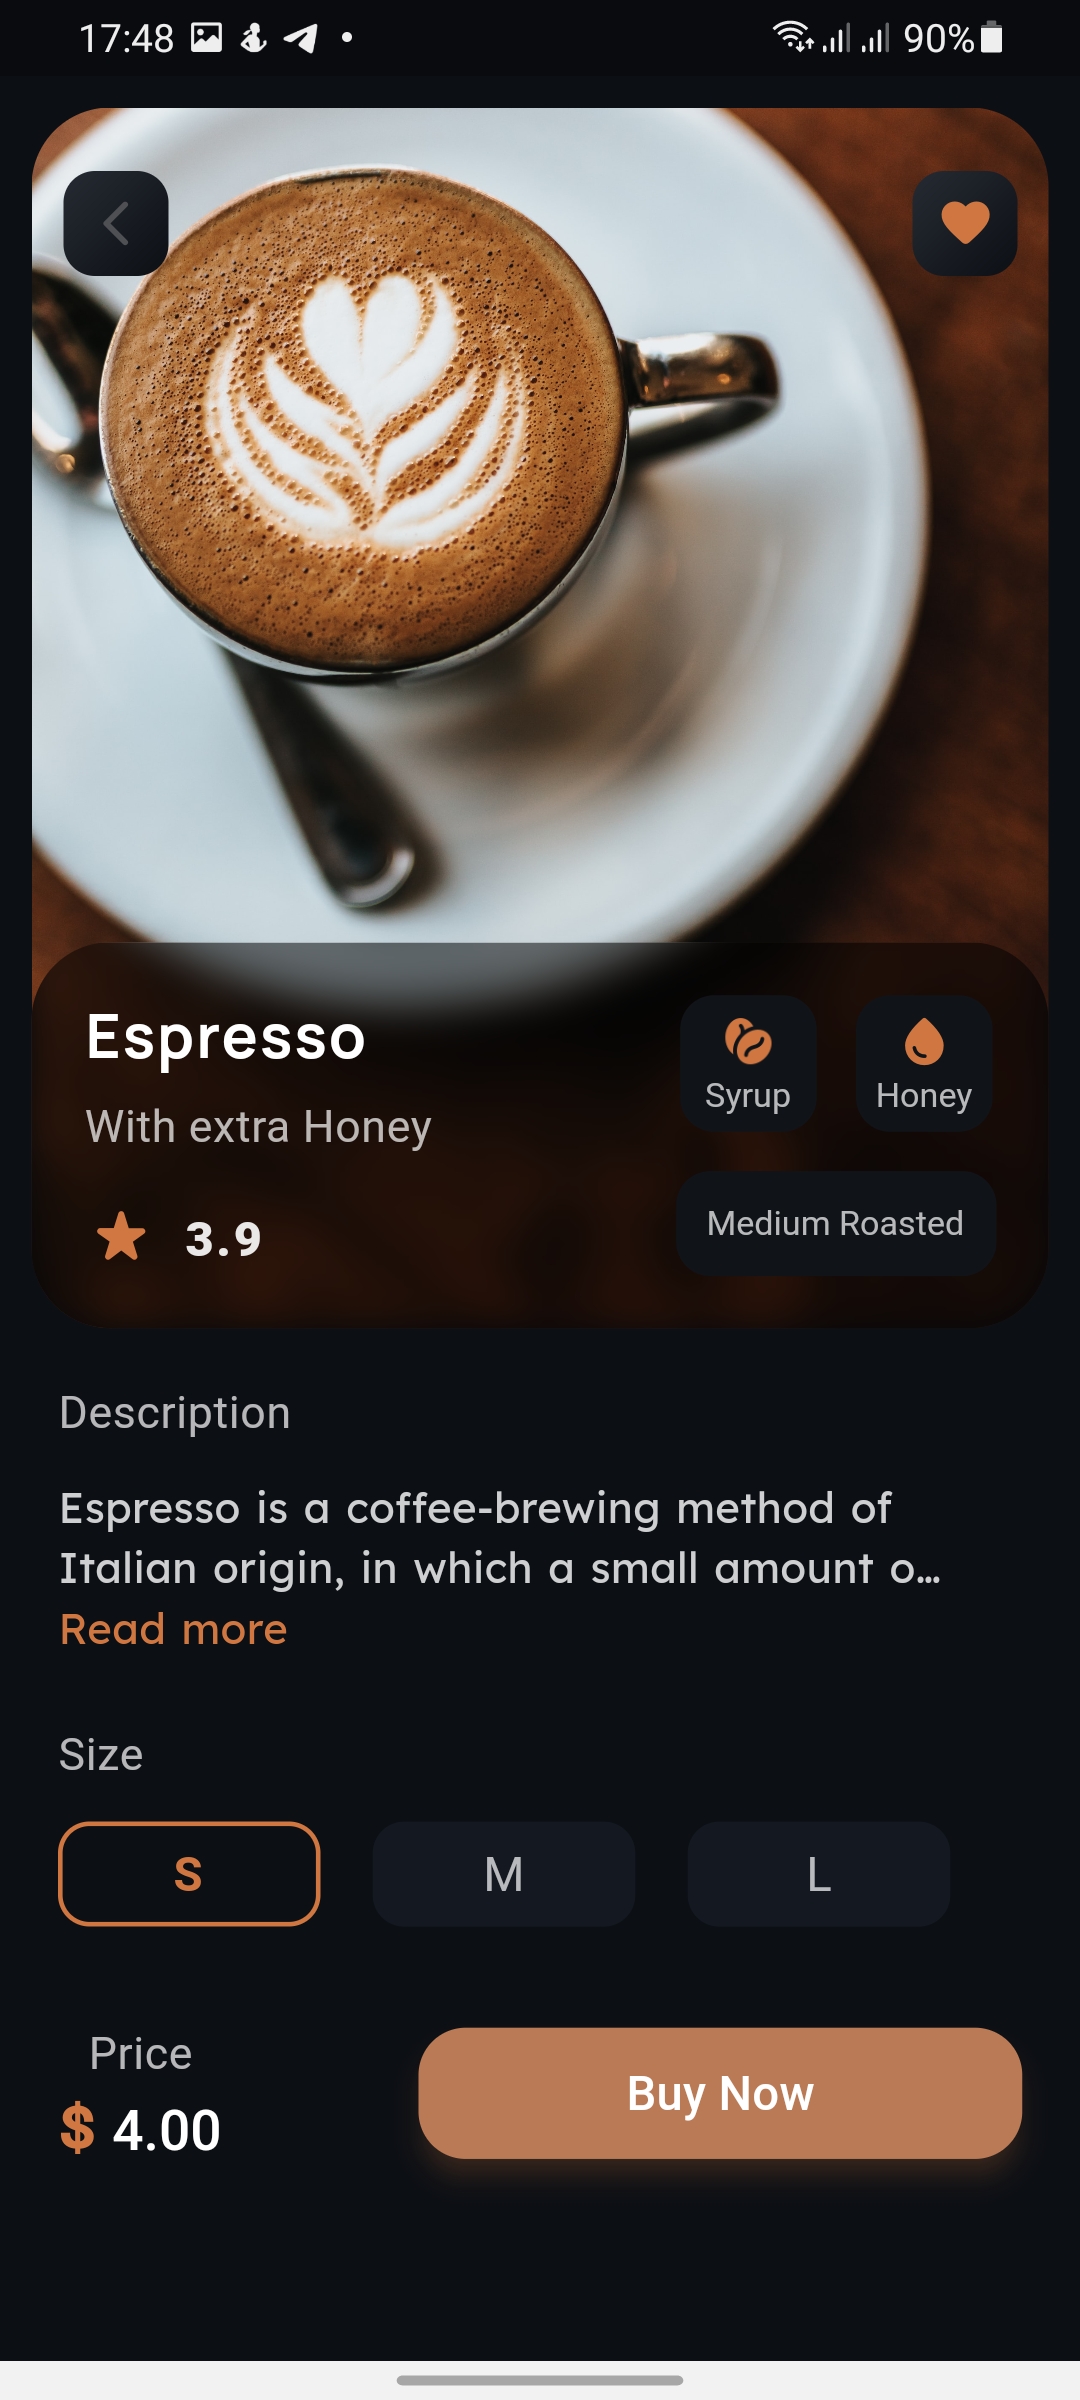 17:48 90%
Espresso
With extra Honey
3.9
Syrup Honey
Medium Roasted
Description
Espresso is a coffee-brewing method of
Italian origin, in which a small amount o…
Read more
Size
S M L
Price
$ 4.00
Buy Now